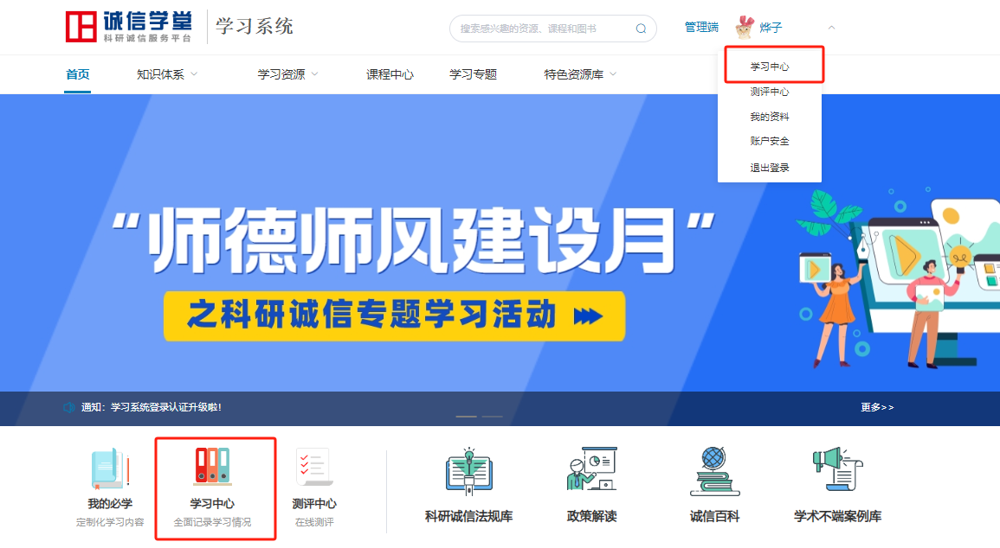 诚信学堂
科研诚信服务平台
学习系统
搜索感兴趣的资源、课程和图书
管理端
烨子
首页
知识体系
学习资源
课程中心
学习专题
特色资源库
学习中心
测评中心
我的资料
账户安全
退出登录
“师德师风建设月”
之科研诚信专题学习活动
通知：学习系统登录认证升级啦!
更多>>
我的必学
定制化学习内容
学习中心
全面记录学习情况
测评中心
在线测评
科研诚信法规库
政策解读
诚信百科
学术不端案例库